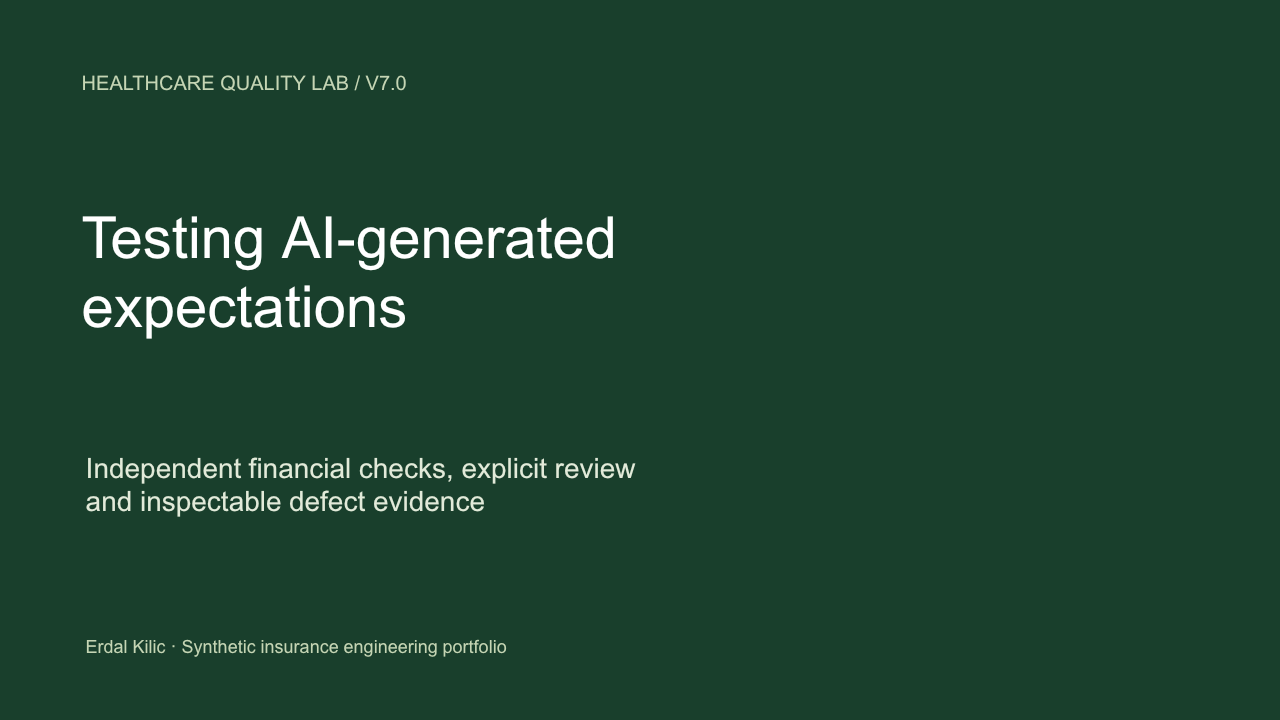 HEALTHCARE QUALITY LAB / V7.0
Testing AI-generated
expectations
Independent financial checks, explicit review
and inspectable defect evidence
Erdal Kilic · Synthetic insurance engineering portfolio